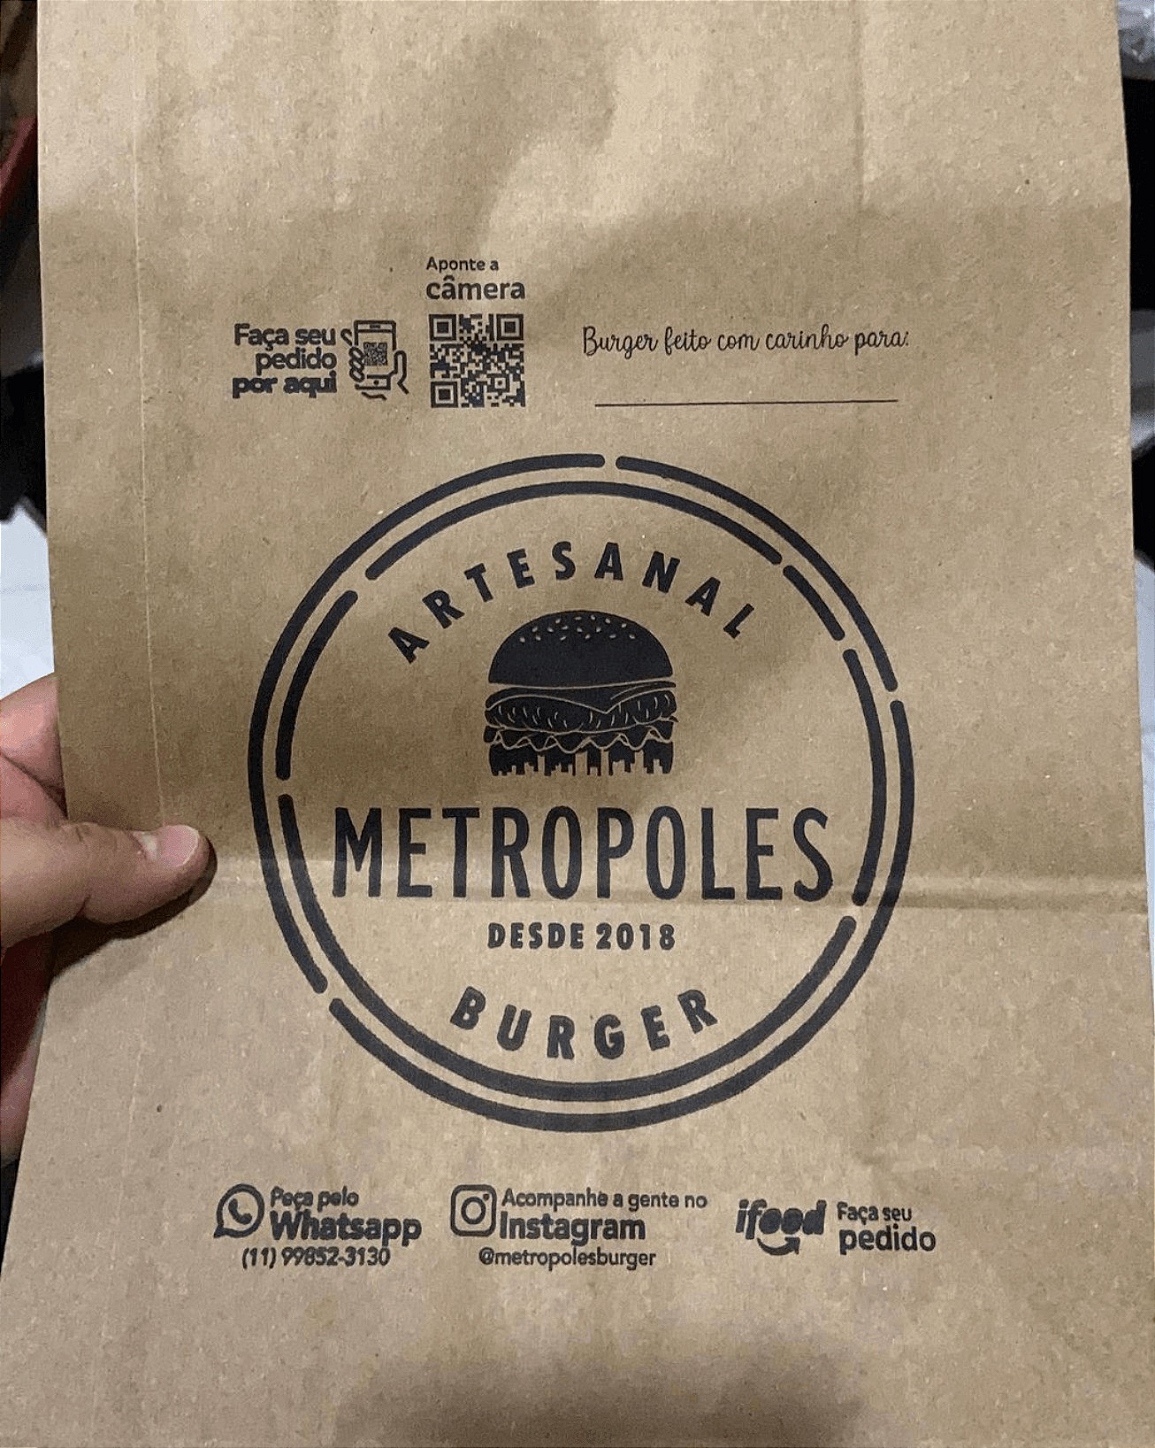 Aponte a
câmera
Faça seu
pedido
por aqui
Burger feito com carinho para:
ARTESANAL
METROPOLES
DESDE 2018
BURGER
Peça pelo
Whatsapp
(11) 99852-3130
Acompanhe a gente no
Instagram
@metropolesburger
ifood
Faça seu
pedido